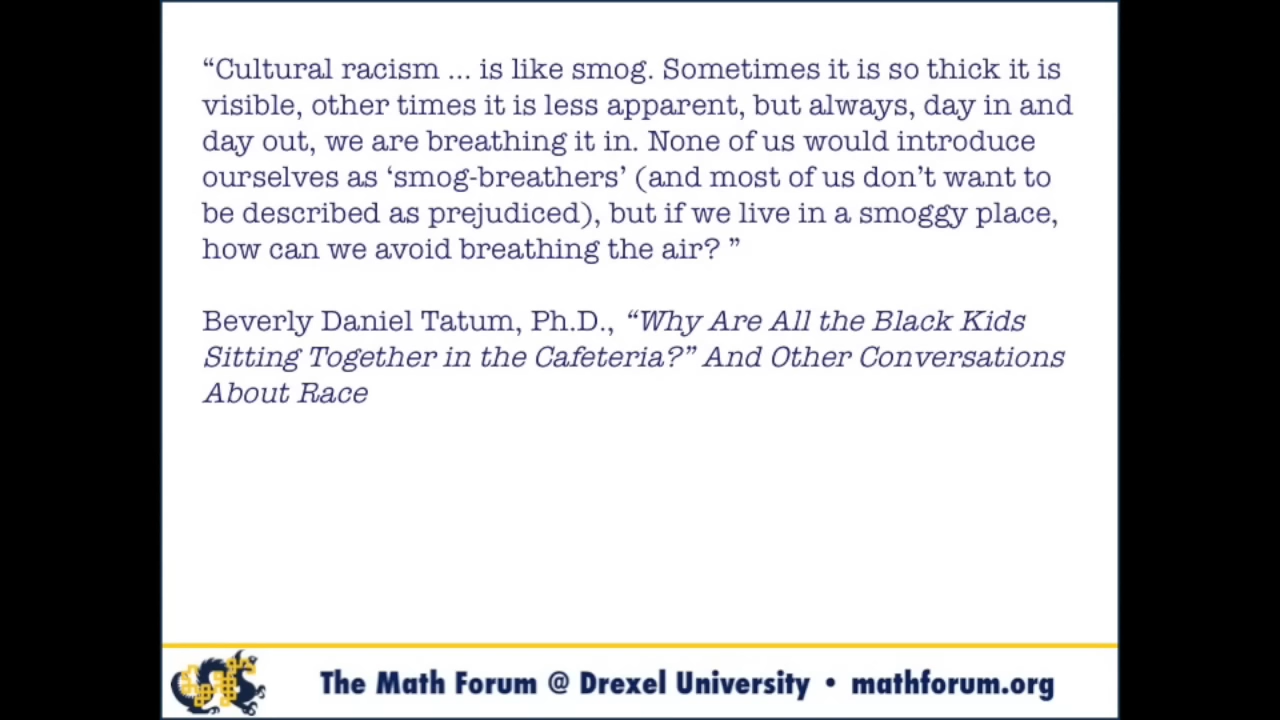 “Cultural racism ... is like smog. Sometimes it is so thick it is
visible, other times it is less apparent, but always, day in and
day out, we are breathing it in. None of us would introduce
ourselves as ‘smog-breathers’ (and most of us don’t want to
be described as prejudiced), but if we live in a smoggy place,
how can we avoid breathing the air? ”
Beverly Daniel Tatum, Ph.D., “Why Are All the Black Kids
Sitting Together in the Cafeteria?” And Other Conversations
About Race
The Math Forum @ Drexel University • mathforum.org